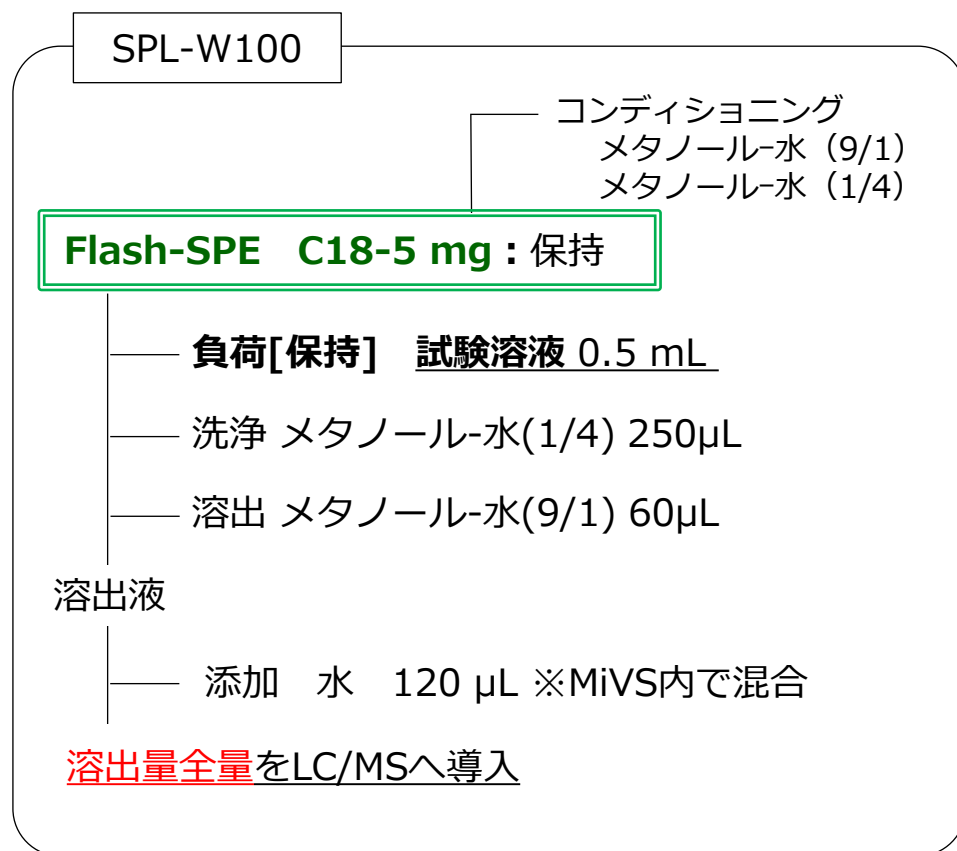 SPL-W100
コンディショニング
メタノール-水（9/1）
メタノール-水（1/4）
Flash-SPE　C18-5 mg：保持
負荷[保持]　試験溶液 0.5 mL
洗浄 メタノール-水(1/4) 250μL
溶出 メタノール-水(9/1) 60μL
溶出液
添加　水　120 μL ※MiVS内で混合
溶出量全量をLC/MSへ導入